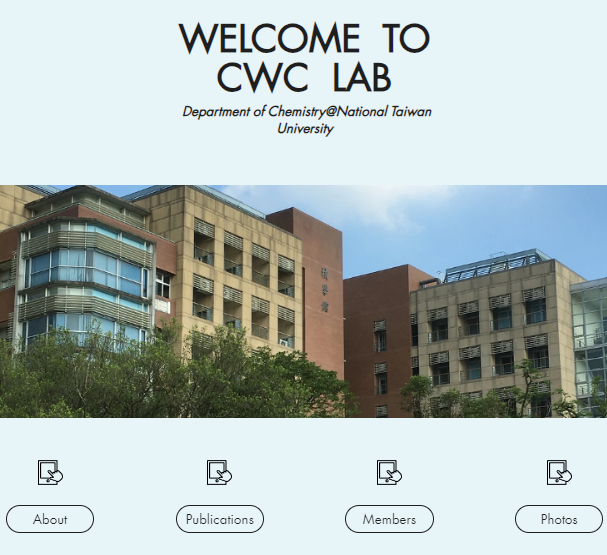 WELCOME TO
CWC LAB
Department of Chemistry@National Taiwan
University
About
Publications
Members
Photos